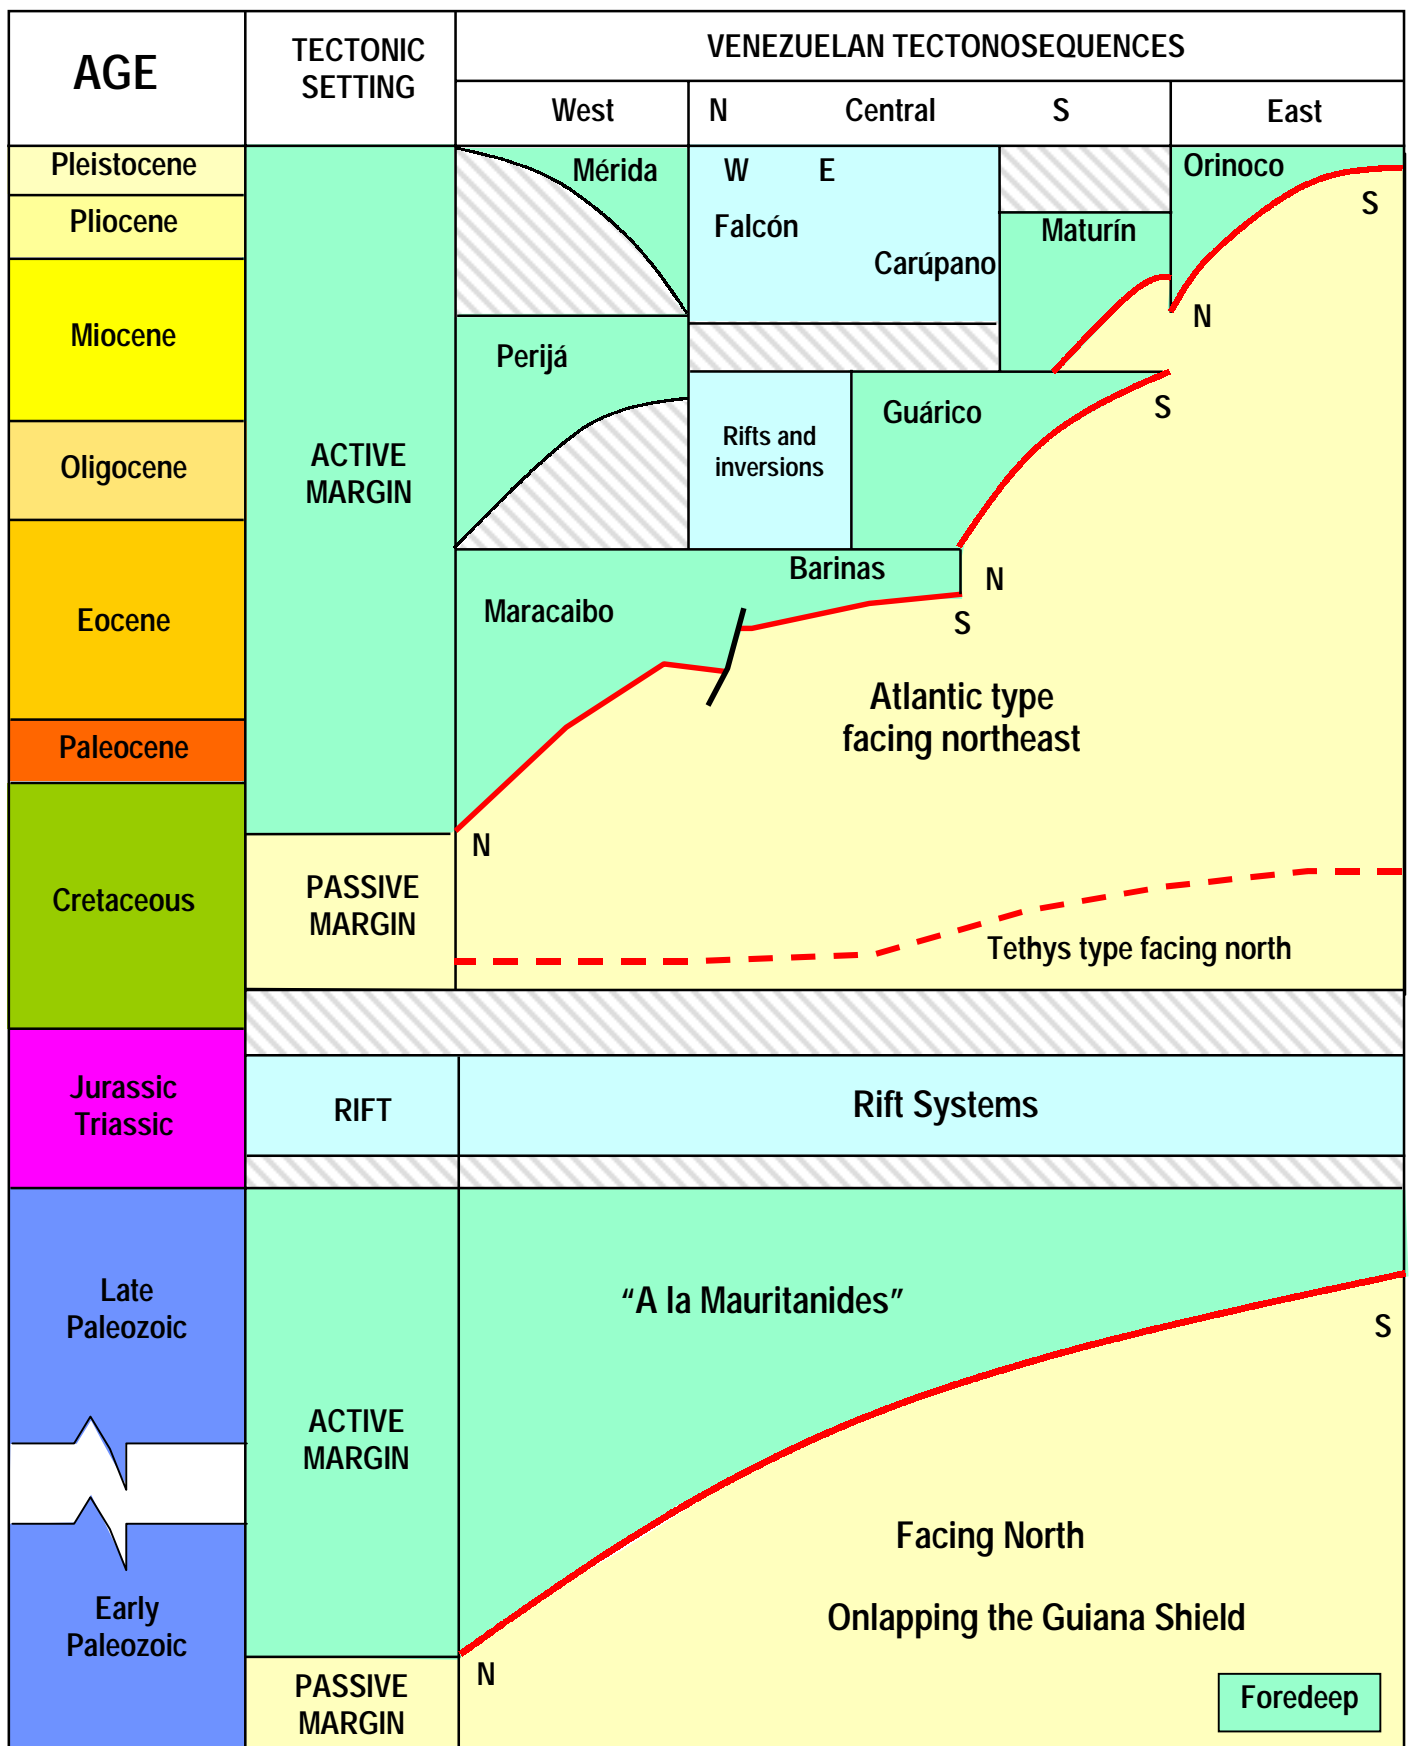 AGE
TECTONIC
SETTING
VENEZUELAN TECTONOSEQUENCES
West
N
Central
S
East
Pleistocene
Pliocene
Miocene
Oligocene
Eocene
Paleocene
Cretaceous
Jurassic
Triassic
Late
Paleozoic
Early
Paleozoic
ACTIVE
MARGIN
PASSIVE
MARGIN
RIFT
ACTIVE
MARGIN
PASSIVE
MARGIN
Mérida
W
E
Falcón
Carúpano
Maturín
Orinoco
S
N
Perijá
Rifts and
inversions
Guárico
S
Barinas
N
Maracaibo
S
Atlantic type
facing northeast
N
Tethys type facing north
Rift Systems
“A la Mauritanides”
S
Facing North
Onlapping the Guiana Shield
N
Foredeep